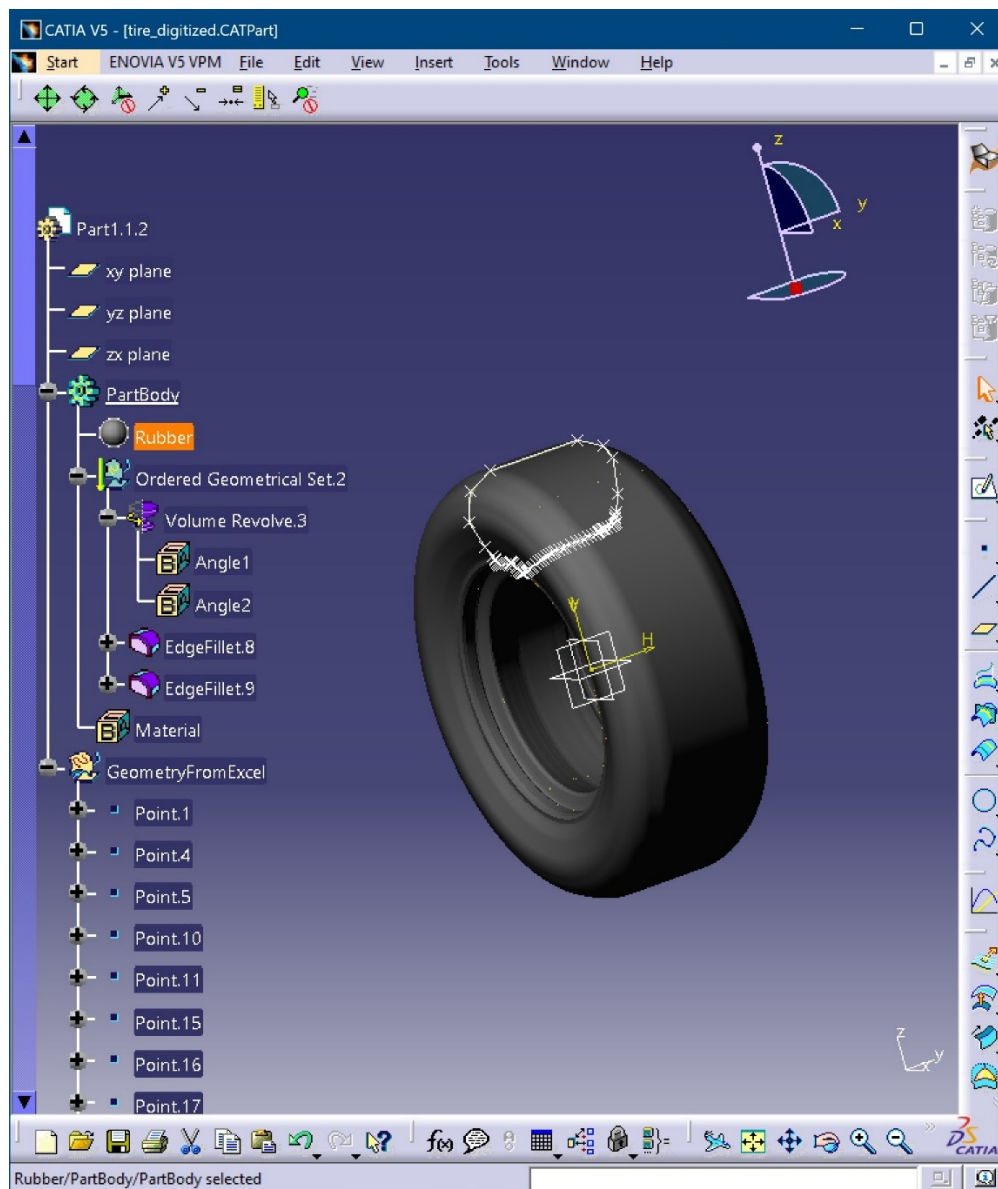 CATIA V5 - [tire_digitized.CATPart]
Start ENOVIA V5 VPM File Edit View Insert Tools Window Help
z
y
x
Part1.1.2
xy plane
yz plane
zx plane
PartBody
Rubber
Ordered Geometrical Set.2
Volume Revolve.3
Angle1
Angle2
EdgeFillet.8
EdgeFillet.9
H
Material
GeometryFromExcel
Point.1
Point.4
Point.5
Point.10
Point.11
Point.15
Point.16
Point.17
z
y
x
f(x)
CATIA
Rubber/PartBody/PartBody selected